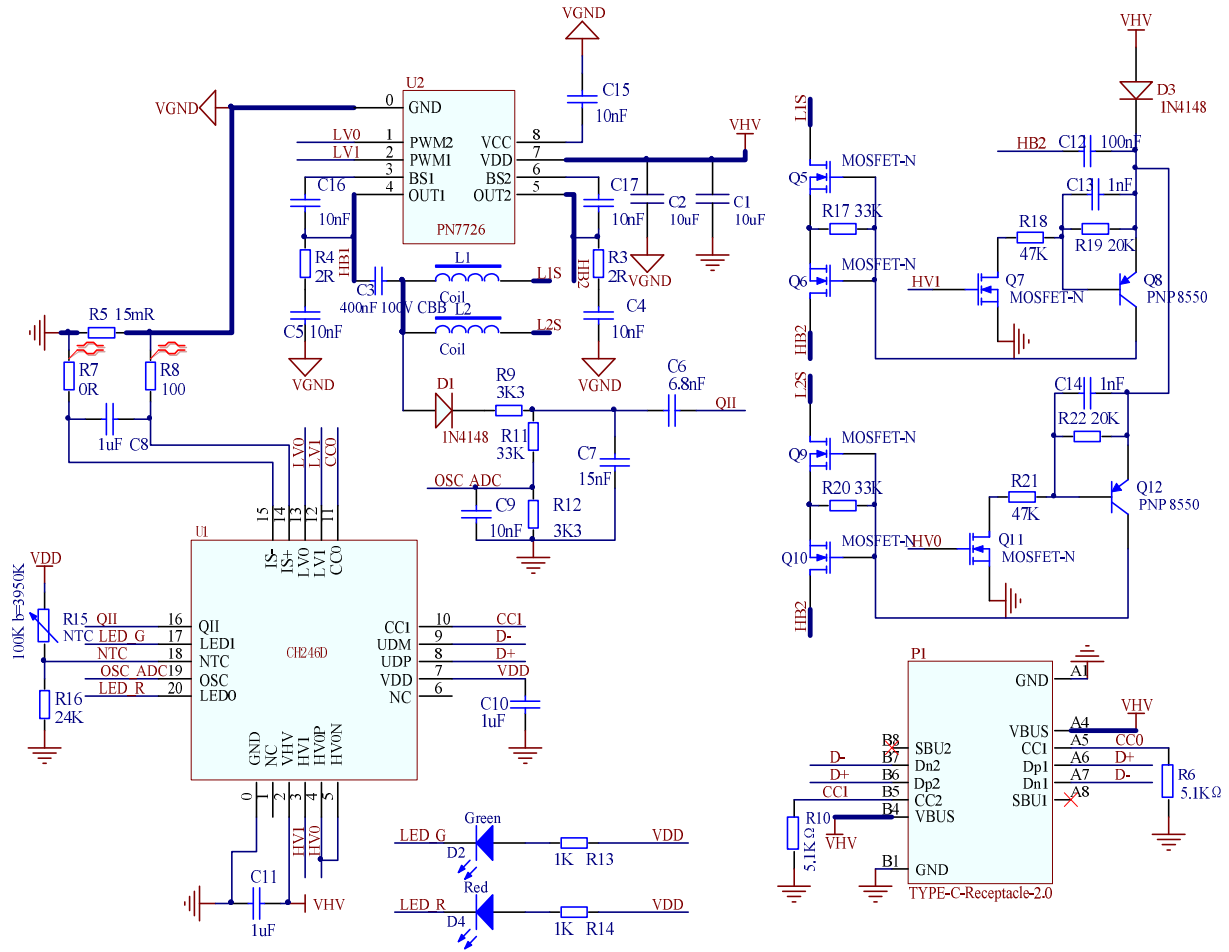 VGND
U2
VGND
0 GND
C15
10nF
LV0 1 PWM2
LV1 2 PWM1
3 BS1
4 OUT1
VCC 8
VDD 7
BS2 6
OUT2 5
PN7726
VHV
C16
10nF
C17
10nF
C2
10uF
C1
10uF
VGND
R4
2R
HB1
C3
400nF 100V CBB
L1
Coil
L1S
L2
Coil
L2S
HB2
R3
2R
C5 10nF
C4
10nF
VGND
VGND
R5 15mR
R7
0R
R8
100
1uF C8
D1
1N4148
R9
3K3
R11
33K
C6
6.8nF
QII
C7
15nF
OSC_ADC
C9
10nF
R12
3K3
LV0
LV1
CC0
U1
15 IS-
14 IS+
13 LV0
12 LV1
11 CC0
VDD
100K b=3950K
R15
NTC
R16
24K
QII 16 QII
LED_G 17 LED1
NTC 18 NTC
OSC_ADC 19 OSC
LED_R 20 LED0
CH246D
CC1 10 CC1
UDM 9 D-
UDP 8 D+
VDD 7 VDD
NC 6
C10
1uF
GND 0
NC 1
VHV 2
HV1 3
HV0P 4
HV0N 5
HV1
HV0
C11
1uF
VHV
LED_G
Green
D2
1K R13
VDD
LED_R
Red
D4
1K R14
VDD
VHV
D3
1N4148
L1S
MOSFET-N
Q5
R17 33K
MOSFET-N
Q6
HB2
HB2
C12 100nF
C13 1nF
R18
47K
R19 20K
HV1
Q7
MOSFET-N
Q8
PNP 8550
L2S
MOSFET-N
Q9
R20 33K
MOSFET-N
Q10
HB2
C14 1nF
R22 20K
R21
47K
Q12
PNP 8550
HV0
Q11
MOSFET-N
P1
GND A1
VHV
VBUS A4
CC1 A5 CC0
Dp1 A6 D+
Dn1 A7 D-
SBU1 A8
R6
5.1KΩ
B8 SBU2
D- B7 Dn2
D+ B6 Dp2
CC1 B5 CC2
B4 VBUS
R10
5.1KΩ
VHV
B1 GND
TYPE-C-Receptacle-2.0